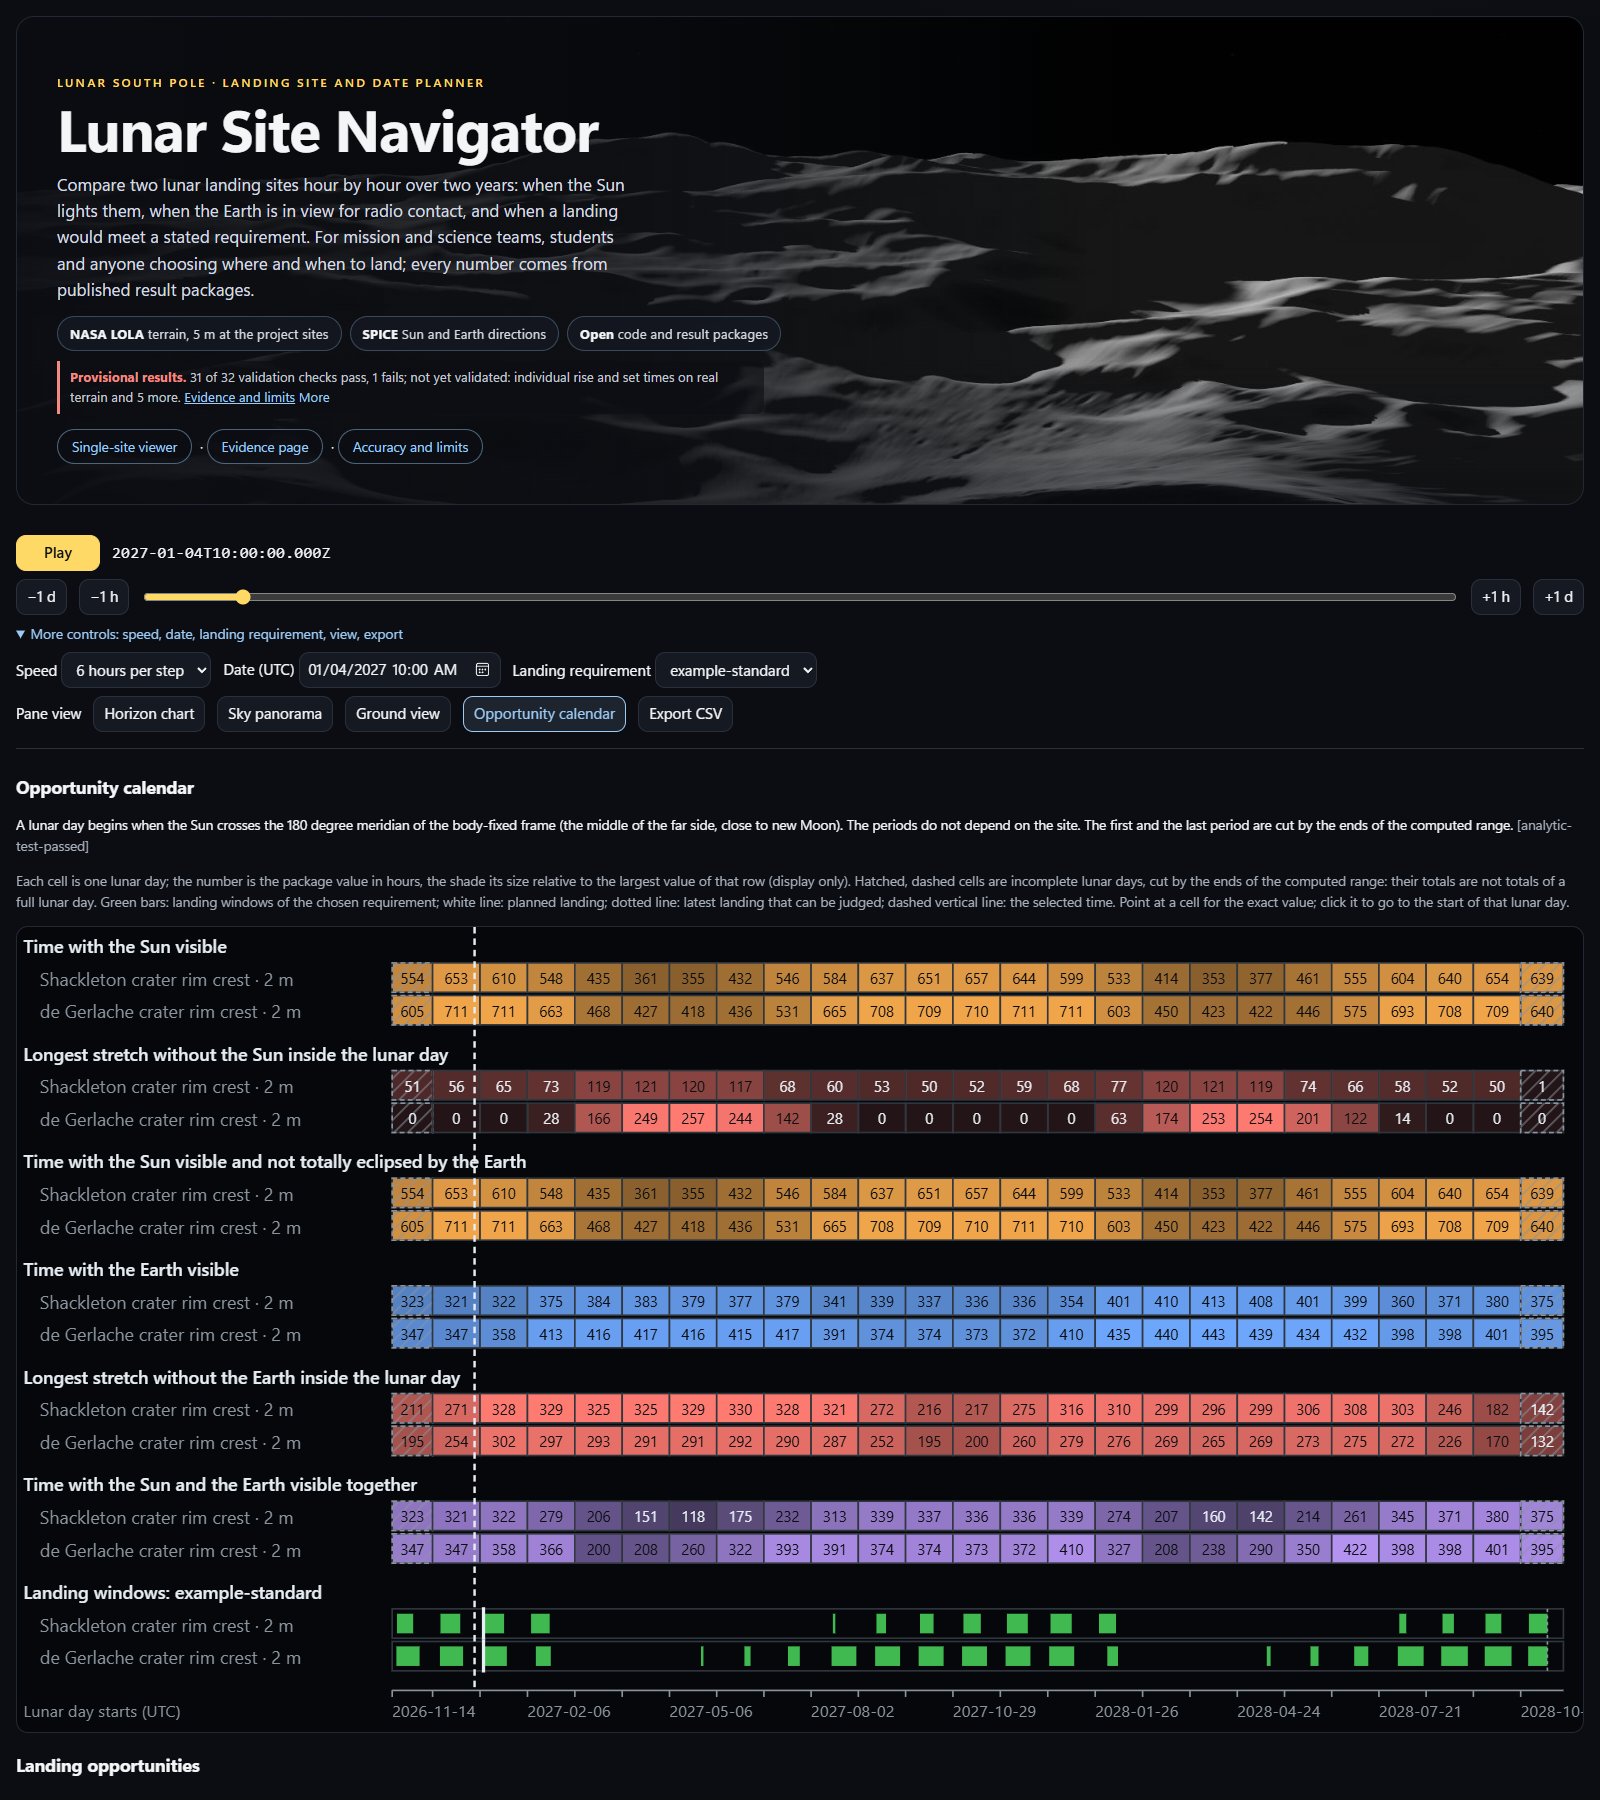 LUNAR SOUTH POLE · LANDING SITE AND DATE PLANNER
Lunar Site Navigator
Compare two lunar landing sites hour by hour over two years: when the Sun
lights them, when the Earth is in view for radio contact, and when a landing
would meet a stated requirement. For mission and science teams, students
and anyone choosing where and when to land; every number comes from
published result packages.
NASA LOLA terrain, 5 m at the project sites SPICE Sun and Earth directions Open code and result packages
Provisional results. 31 of 32 validation checks pass, 1 fails; not yet validated: individual rise and set times on real
terrain and 5 more. Evidence and limits More
Single-site viewer · Evidence page · Accuracy and limits
Play 2027-01-04T10:00:00.000Z
−1 d −1 h +1 h +1 d
▼ More controls: speed, date, landing requirement, view, export
Speed 6 hours per step Date (UTC) 01/04/2027 10:00 AM Landing requirement example-standard
Pane view Horizon chart Sky panorama Ground view Opportunity calendar Export CSV
Opportunity calendar
A lunar day begins when the Sun crosses the 180 degree meridian of the body-fixed frame (the middle of the far side, close to new Moon). The periods do not depend on the site. The first and the last period are cut by the ends of the computed range. [analytic-
test-passed]
Each cell is one lunar day; the number is the package value in hours, the shade its size relative to the largest value of that row (display only). Hatched, dashed cells are incomplete lunar days, cut by the ends of the computed range: their totals are not totals of a
full lunar day. Green bars: landing windows of the chosen requirement; white line: planned landing; dotted line: latest landing that can be judged; dashed vertical line: the selected time. Point at a cell for the exact value; click it to go to the start of that lunar day.
Time with the Sun visible
Shackleton crater rim crest · 2 m 554 653 610 548 435 361 355 432 546 584 637 651 657 644 599 533 414 353 377 461 555 604 640 654 639
de Gerlache crater rim crest · 2 m 605 711 711 663 468 427 418 436 531 665 708 709 710 711 711 603 450 423 422 446 575 693 708 709 640
Longest stretch without the Sun inside the lunar day
Shackleton crater rim crest · 2 m 51 56 65 73 119 121 120 117 68 60 53 50 52 59 68 77 120 121 119 74 66 58 52 50 1
de Gerlache crater rim crest · 2 m 0 0 0 28 166 249 257 244 142 28 0 0 0 0 0 63 174 253 254 201 122 14 0 0 0
Time with the Sun visible and not totally eclipsed by the Earth
Shackleton crater rim crest · 2 m 554 653 610 548 435 361 355 432 546 584 637 651 657 644 599 533 414 353 377 461 555 604 640 654 639
de Gerlache crater rim crest · 2 m 605 711 711 663 468 427 418 436 531 665 708 709 710 711 710 603 450 423 422 446 575 693 708 709 640
Time with the Earth visible
Shackleton crater rim crest · 2 m 323 321 322 375 384 383 379 377 379 341 339 337 336 336 354 401 410 413 408 401 399 360 371 380 375
de Gerlache crater rim crest · 2 m 347 347 358 413 416 417 416 415 417 391 374 374 373 372 410 435 440 443 439 434 432 398 398 401 395
Longest stretch without the Earth inside the lunar day
Shackleton crater rim crest · 2 m 211 271 328 329 325 325 329 330 328 321 272 216 217 275 316 310 299 296 299 306 308 303 246 182 142
de Gerlache crater rim crest · 2 m 195 254 302 297 293 291 291 292 290 287 252 195 200 260 279 276 269 265 269 273 275 272 226 170 132
Time with the Sun and the Earth visible together
Shackleton crater rim crest · 2 m 323 321 322 279 206 151 118 175 232 313 339 337 336 336 339 274 207 160 142 214 261 345 371 380 375
de Gerlache crater rim crest · 2 m 347 347 358 366 200 208 260 322 393 391 374 374 373 372 410 327 208 238 290 350 422 398 398 401 395
Landing windows: example-standard
Shackleton crater rim crest · 2 m
de Gerlache crater rim crest · 2 m
Lunar day starts (UTC) 2026-11-14 2027-02-06 2027-05-06 2027-08-02 2027-10-29 2028-01-26 2028-04-24 2028-07-21 2028-10-
Landing opportunities